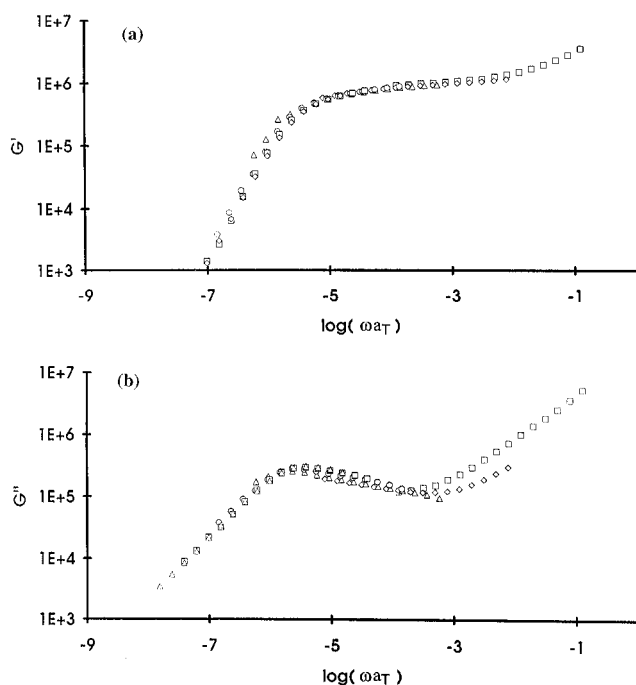 (a)
1E+7
1E+6
1E+5
1E+4
1E+3
G'
-9
-7
-5
-3
-1
log( ωaT )
(b)
1E+7
1E+6
1E+5
1E+4
1E+3
G"
-9
-7
-5
-3
-1
log( ωaT )